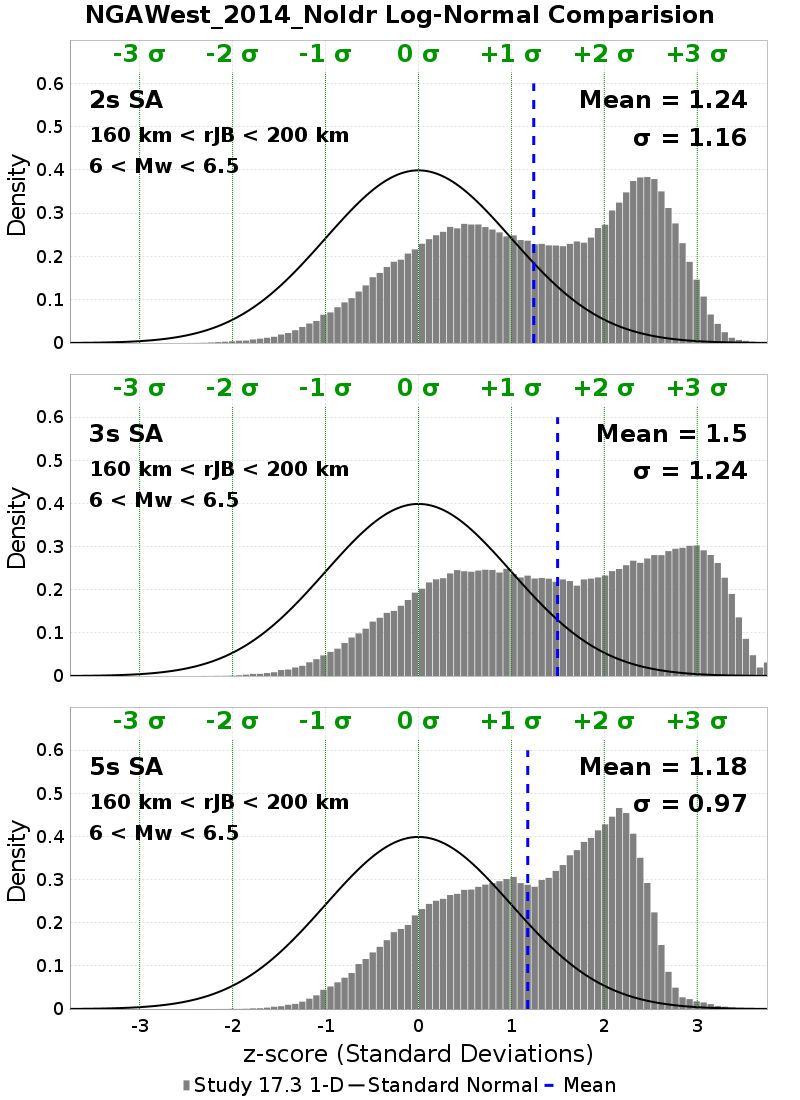 NGAWest_2014_NoIdr Log-Normal Comparision
-3 σ -2 σ -1 σ 0 σ +1 σ +2 σ +3 σ
0.6
2s SA Mean = 1.24
0.5
160 km < rJB < 200 km σ = 1.16
0.4
6 < Mw < 6.5
0.3
0.2
0.1
0
Density
-3 σ -2 σ -1 σ 0 σ +1 σ +2 σ +3 σ
0.6
3s SA Mean = 1.5
0.5
160 km < rJB < 200 km σ = 1.24
0.4
6 < Mw < 6.5
0.3
0.2
0.1
0
Density
-3 σ -2 σ -1 σ 0 σ +1 σ +2 σ +3 σ
0.6
5s SA Mean = 1.18
0.5
160 km < rJB < 200 km σ = 0.97
0.4
6 < Mw < 6.5
0.3
0.2
0.1
0
Density
-3 -2 -1 0 1 2 3
z-score (Standard Deviations)
Study 17.3 1-D Standard Normal Mean